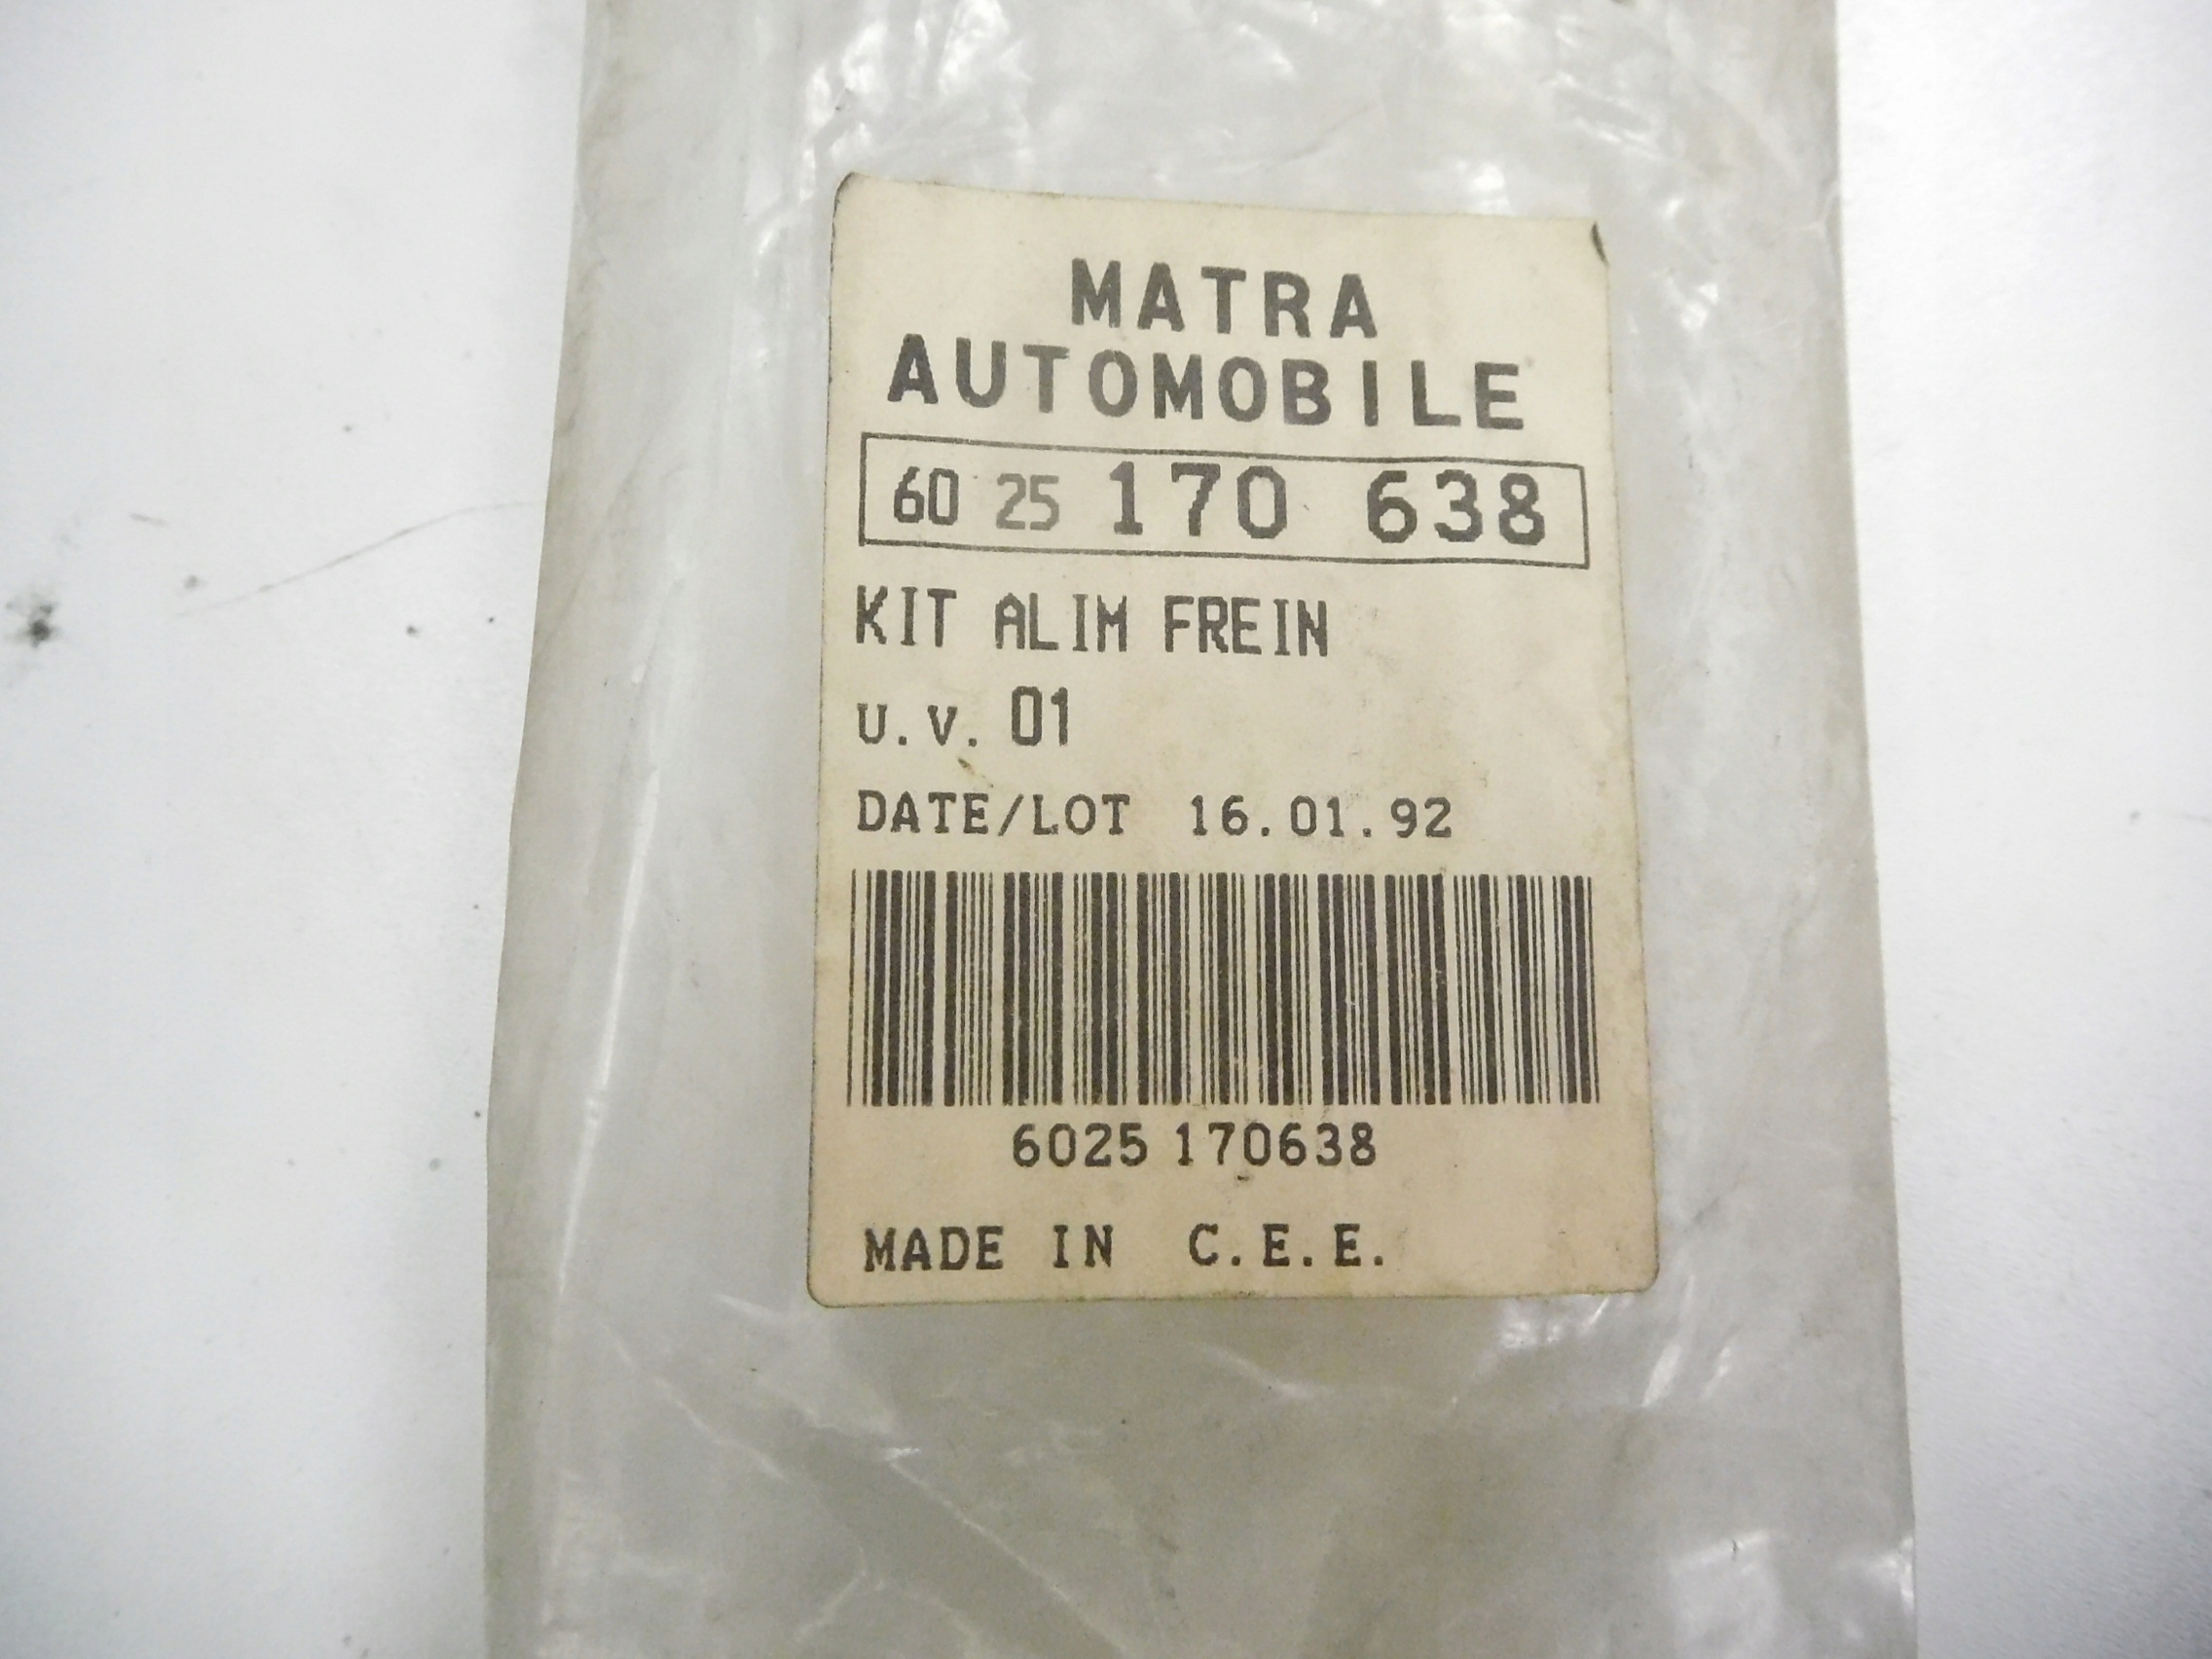 MATRA
AUTOMOBILE
60 25 170 638
KIT ALIM FREIN
U.V. 01
DATE/LOT 16.01.92
6025 170638
MADE IN C.E.E.